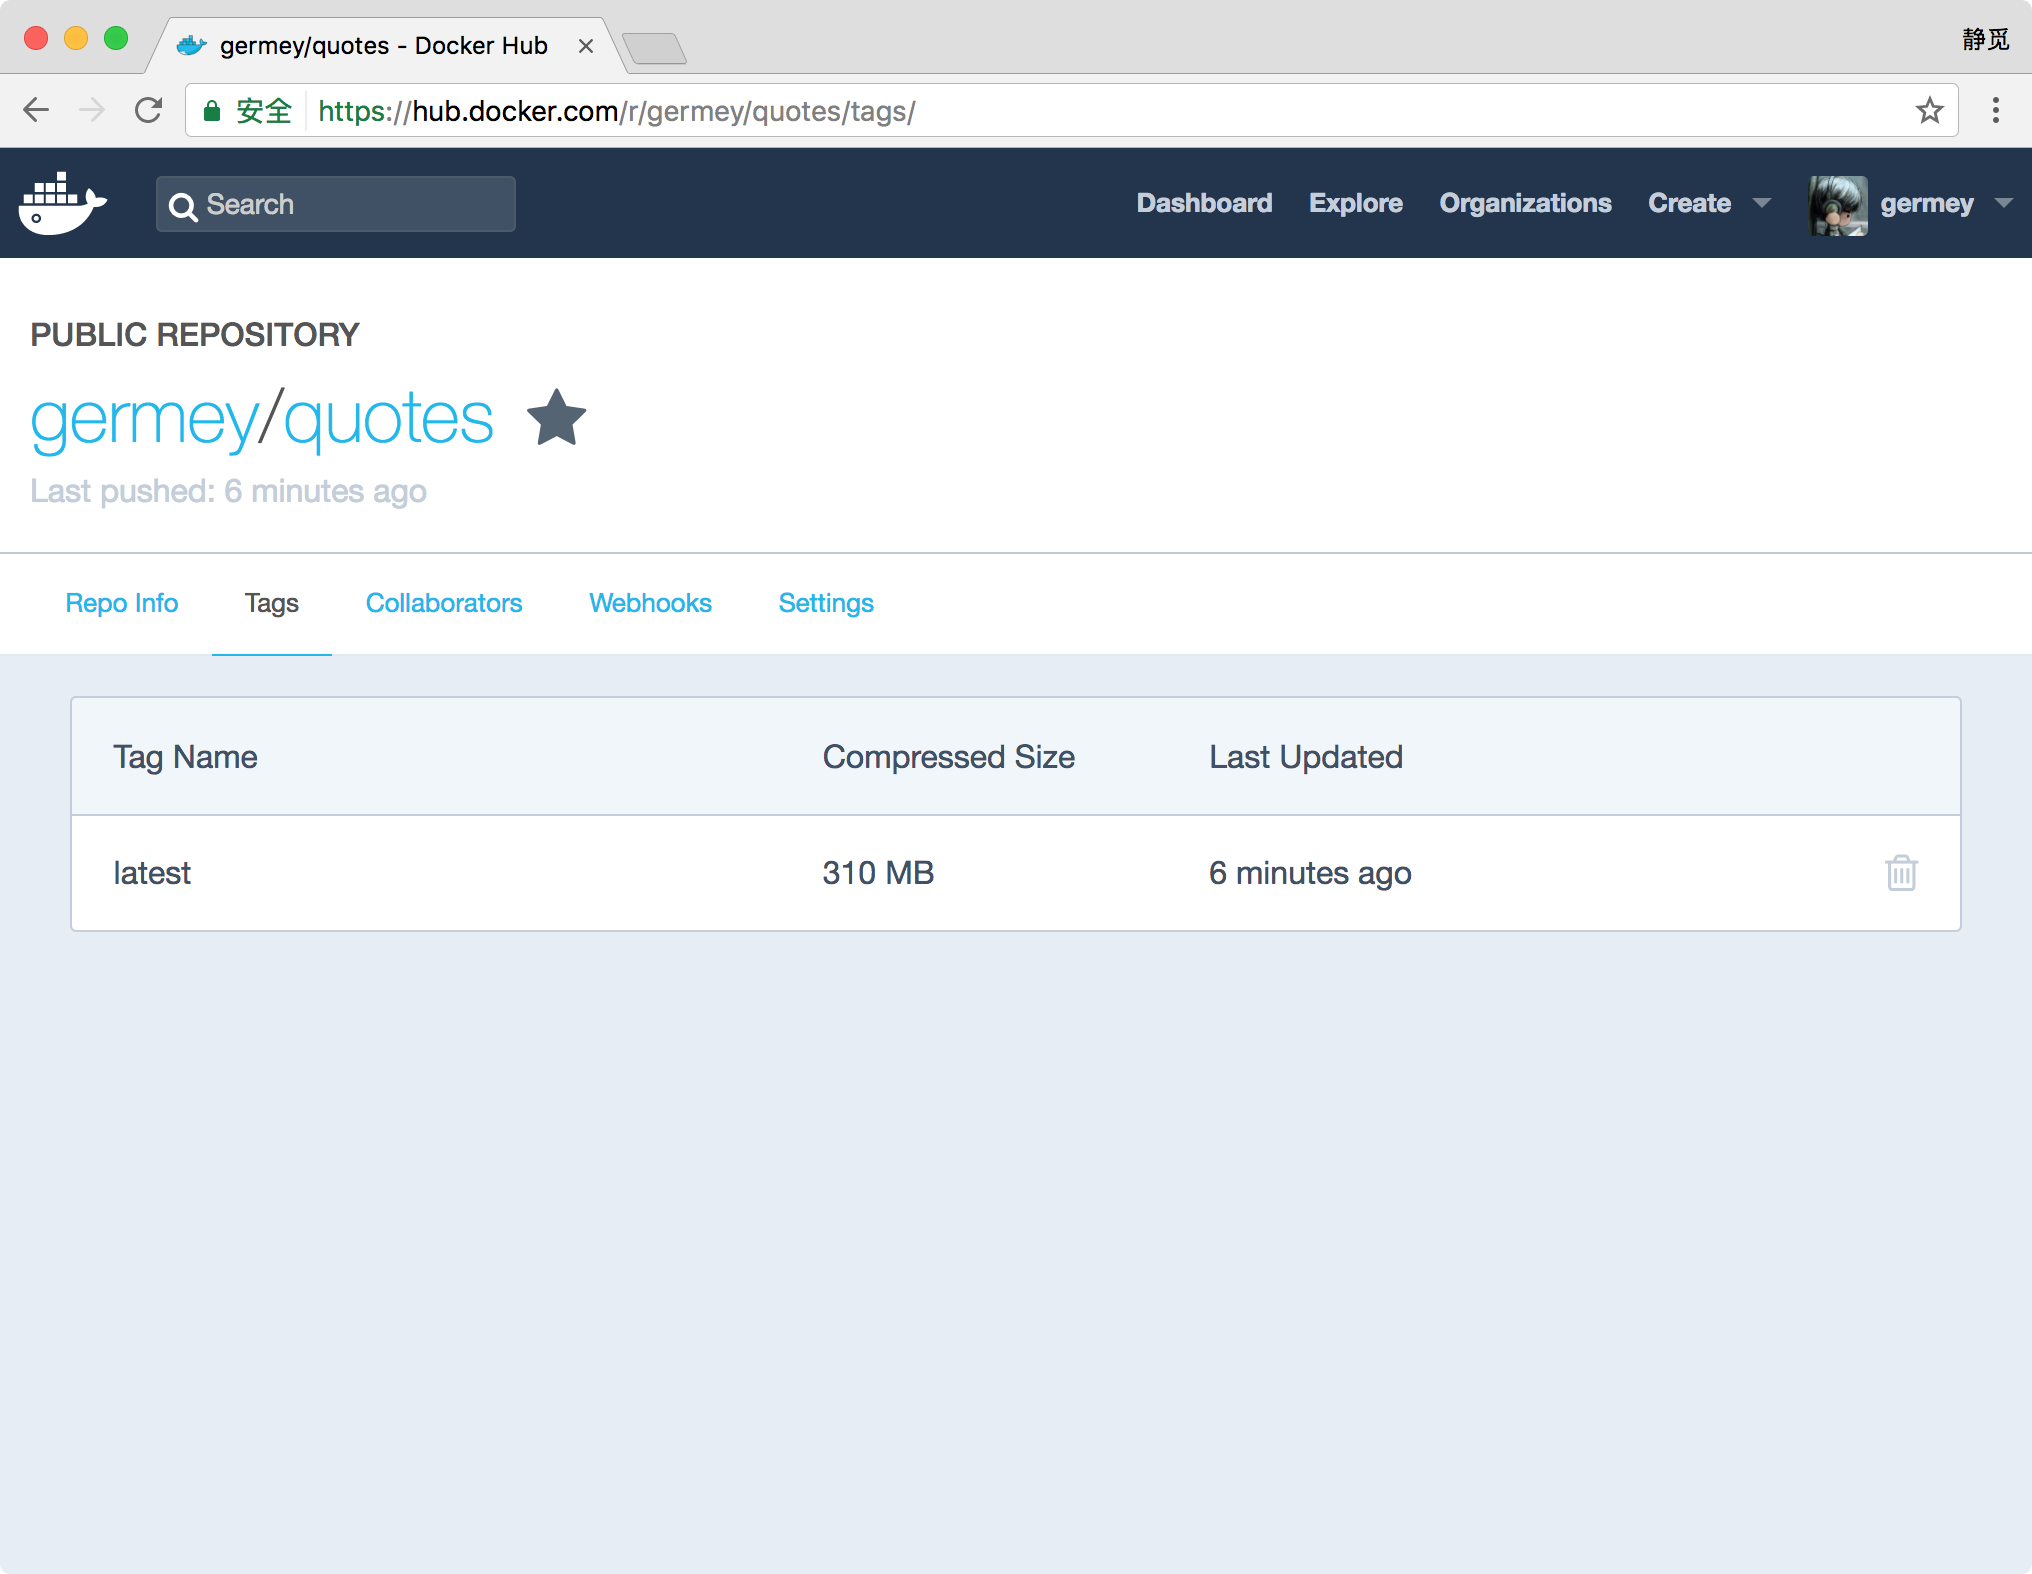 germey/quotes - Docker Hub
静觅
安全 https://hub.docker.com/r/germey/quotes/tags/
Search Dashboard Explore Organizations Create germey
PUBLIC REPOSITORY
germey/quotes
Last pushed: 6 minutes ago
Repo Info Tags Collaborators Webhooks Settings
Tag Name Compressed Size Last Updated
latest 310 MB 6 minutes ago